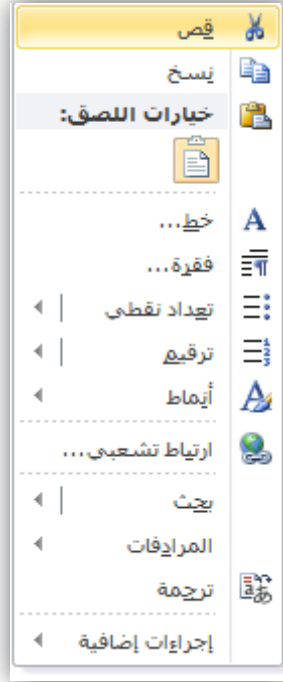 قص
نسخ
خيارات اللصق:
خط...
فقرة...
تعداد نقطي
ترقيم
أنماط
ارتباط تشعبي...
بحث
المرادفات
ترجمة
إجراءات إضافية